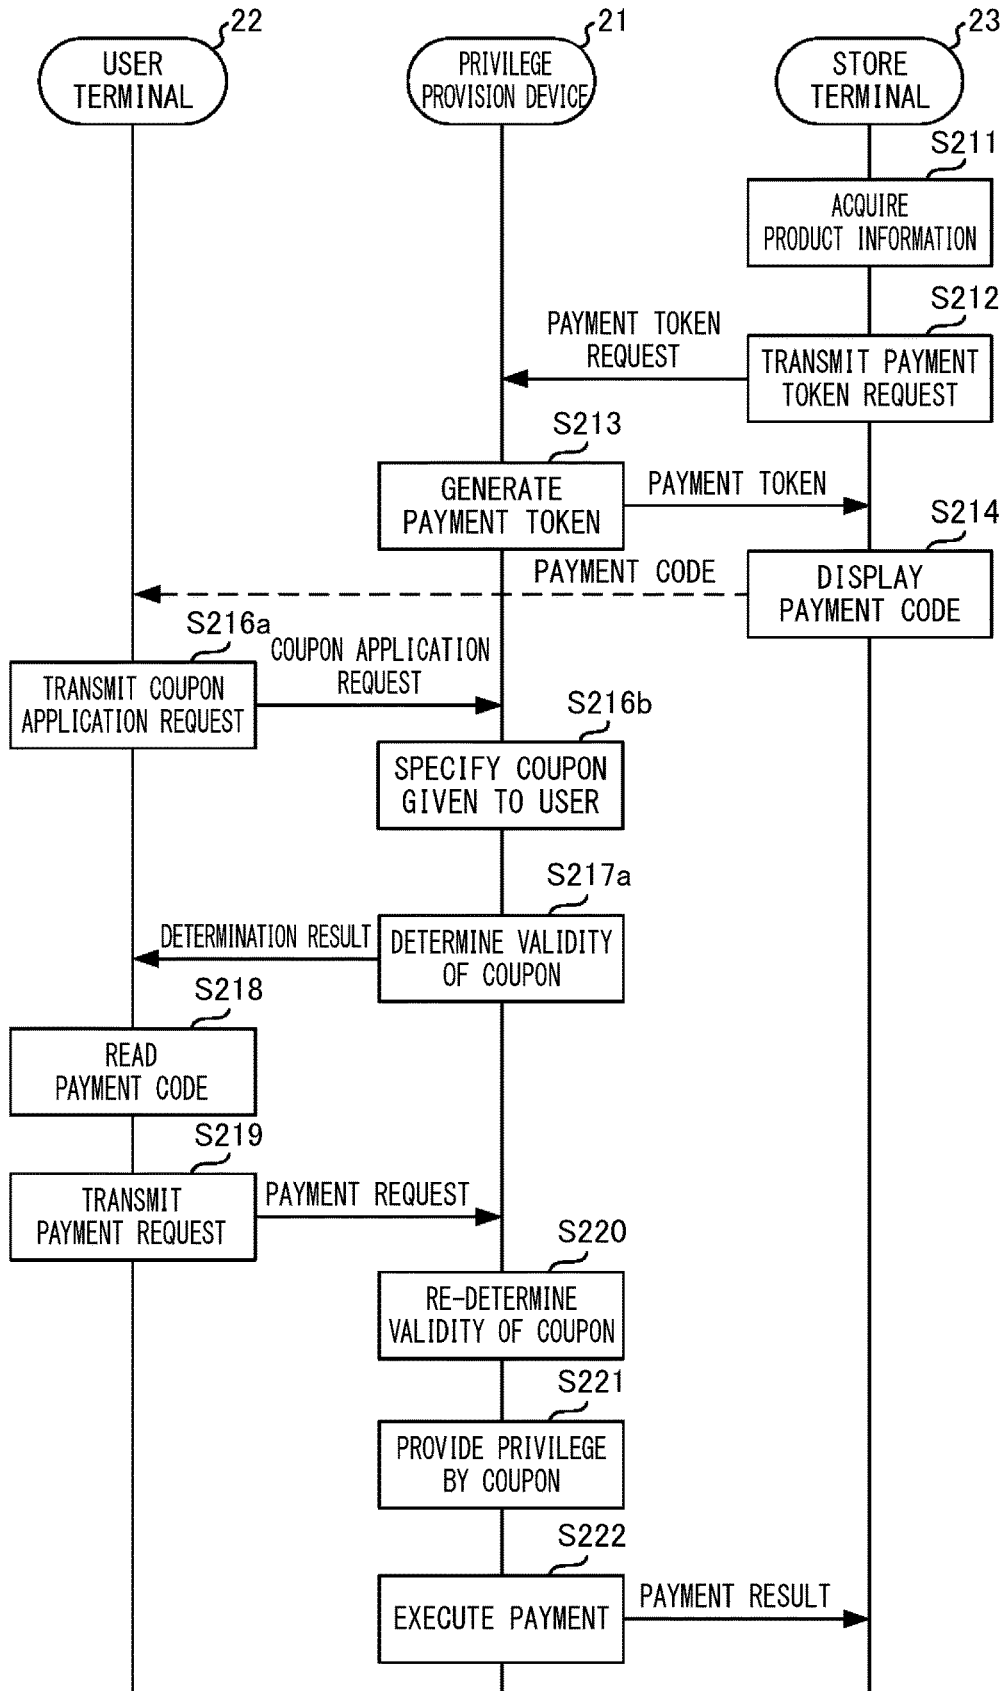 22
USER
TERMINAL
21
PRIVILEGE
PROVISION DEVICE
23
STORE
TERMINAL
S211
ACQUIRE
PRODUCT INFORMATION
S212
TRANSMIT PAYMENT
TOKEN REQUEST
PAYMENT TOKEN
REQUEST
S213
GENERATE
PAYMENT TOKEN
PAYMENT TOKEN
S214
DISPLAY
PAYMENT CODE
PAYMENT CODE
S216a
TRANSMIT COUPON
APPLICATION REQUEST
COUPON APPLICATION
REQUEST
S216b
SPECIFY COUPON
GIVEN TO USER
S217a
DETERMINE VALIDITY
OF COUPON
DETERMINATION RESULT
S218
READ
PAYMENT CODE
S219
TRANSMIT
PAYMENT REQUEST
PAYMENT REQUEST
S220
RE-DETERMINE
VALIDITY OF COUPON
S221
PROVIDE PRIVILEGE
BY COUPON
S222
EXECUTE PAYMENT
PAYMENT RESULT